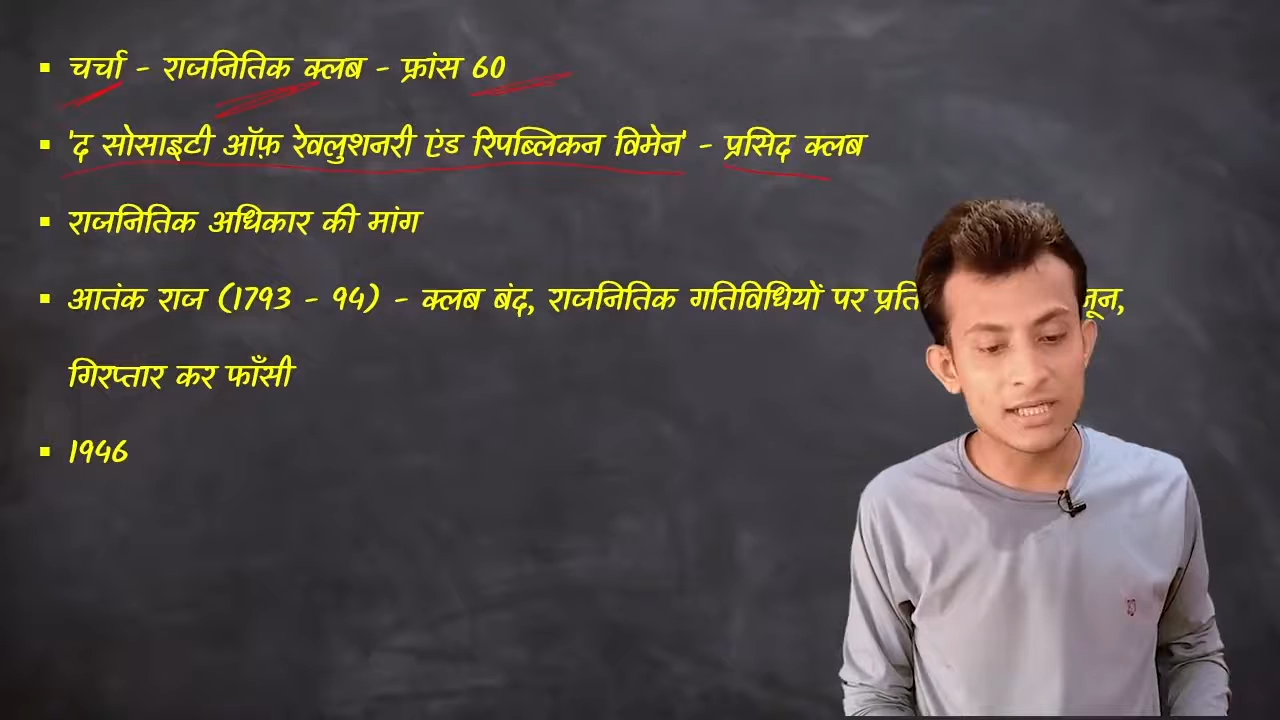 ▪ चर्चा - राजनितिक क्लब - फ्रांस 60
▪ 'द सोसाइटी ऑफ़ रेवलुशनरी एंड रिपब्लिकन विमेन' - प्रसिद क्लब
▪ राजनितिक अधिकार की मांग
▪ आतंक राज (1793 - 94) - क्लब बंद, राजनितिक गतिविधियों पर
गिरप्तार कर फाँसी
▪ 1946